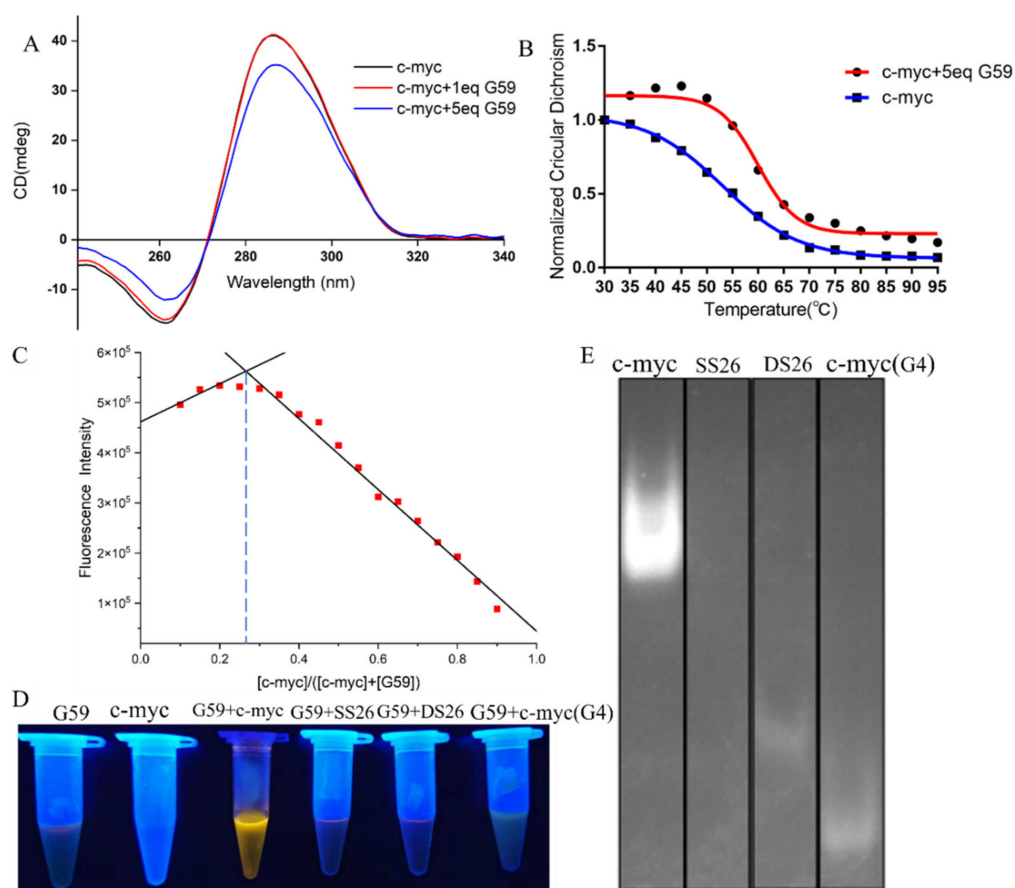 A
CD(mdeg)
40
30
20
10
0
-10
260
280
300
320
340
Wavelength (nm)
c-myc
c-myc+1eq G59
c-myc+5eq G59
B
Normalized Cricular Dichroism
1.5
1.0
0.5
0.0
30 35 40 45 50 55 60 65 70 75 80 85 90 95
Temperature(℃)
c-myc+5eq G59
c-myc
C
Fluorescence Intensity
6×10⁵
5×10⁵
4×10⁵
3×10⁵
2×10⁵
1×10⁵
0.0 0.2 0.4 0.6 0.8 1.0
[c-myc]/([c-myc]+[G59])
D
G59 c-myc G59+c-myc G59+SS26 G59+DS26 G59+c-myc(G4)
E
c-myc SS26 DS26 c-myc(G4)